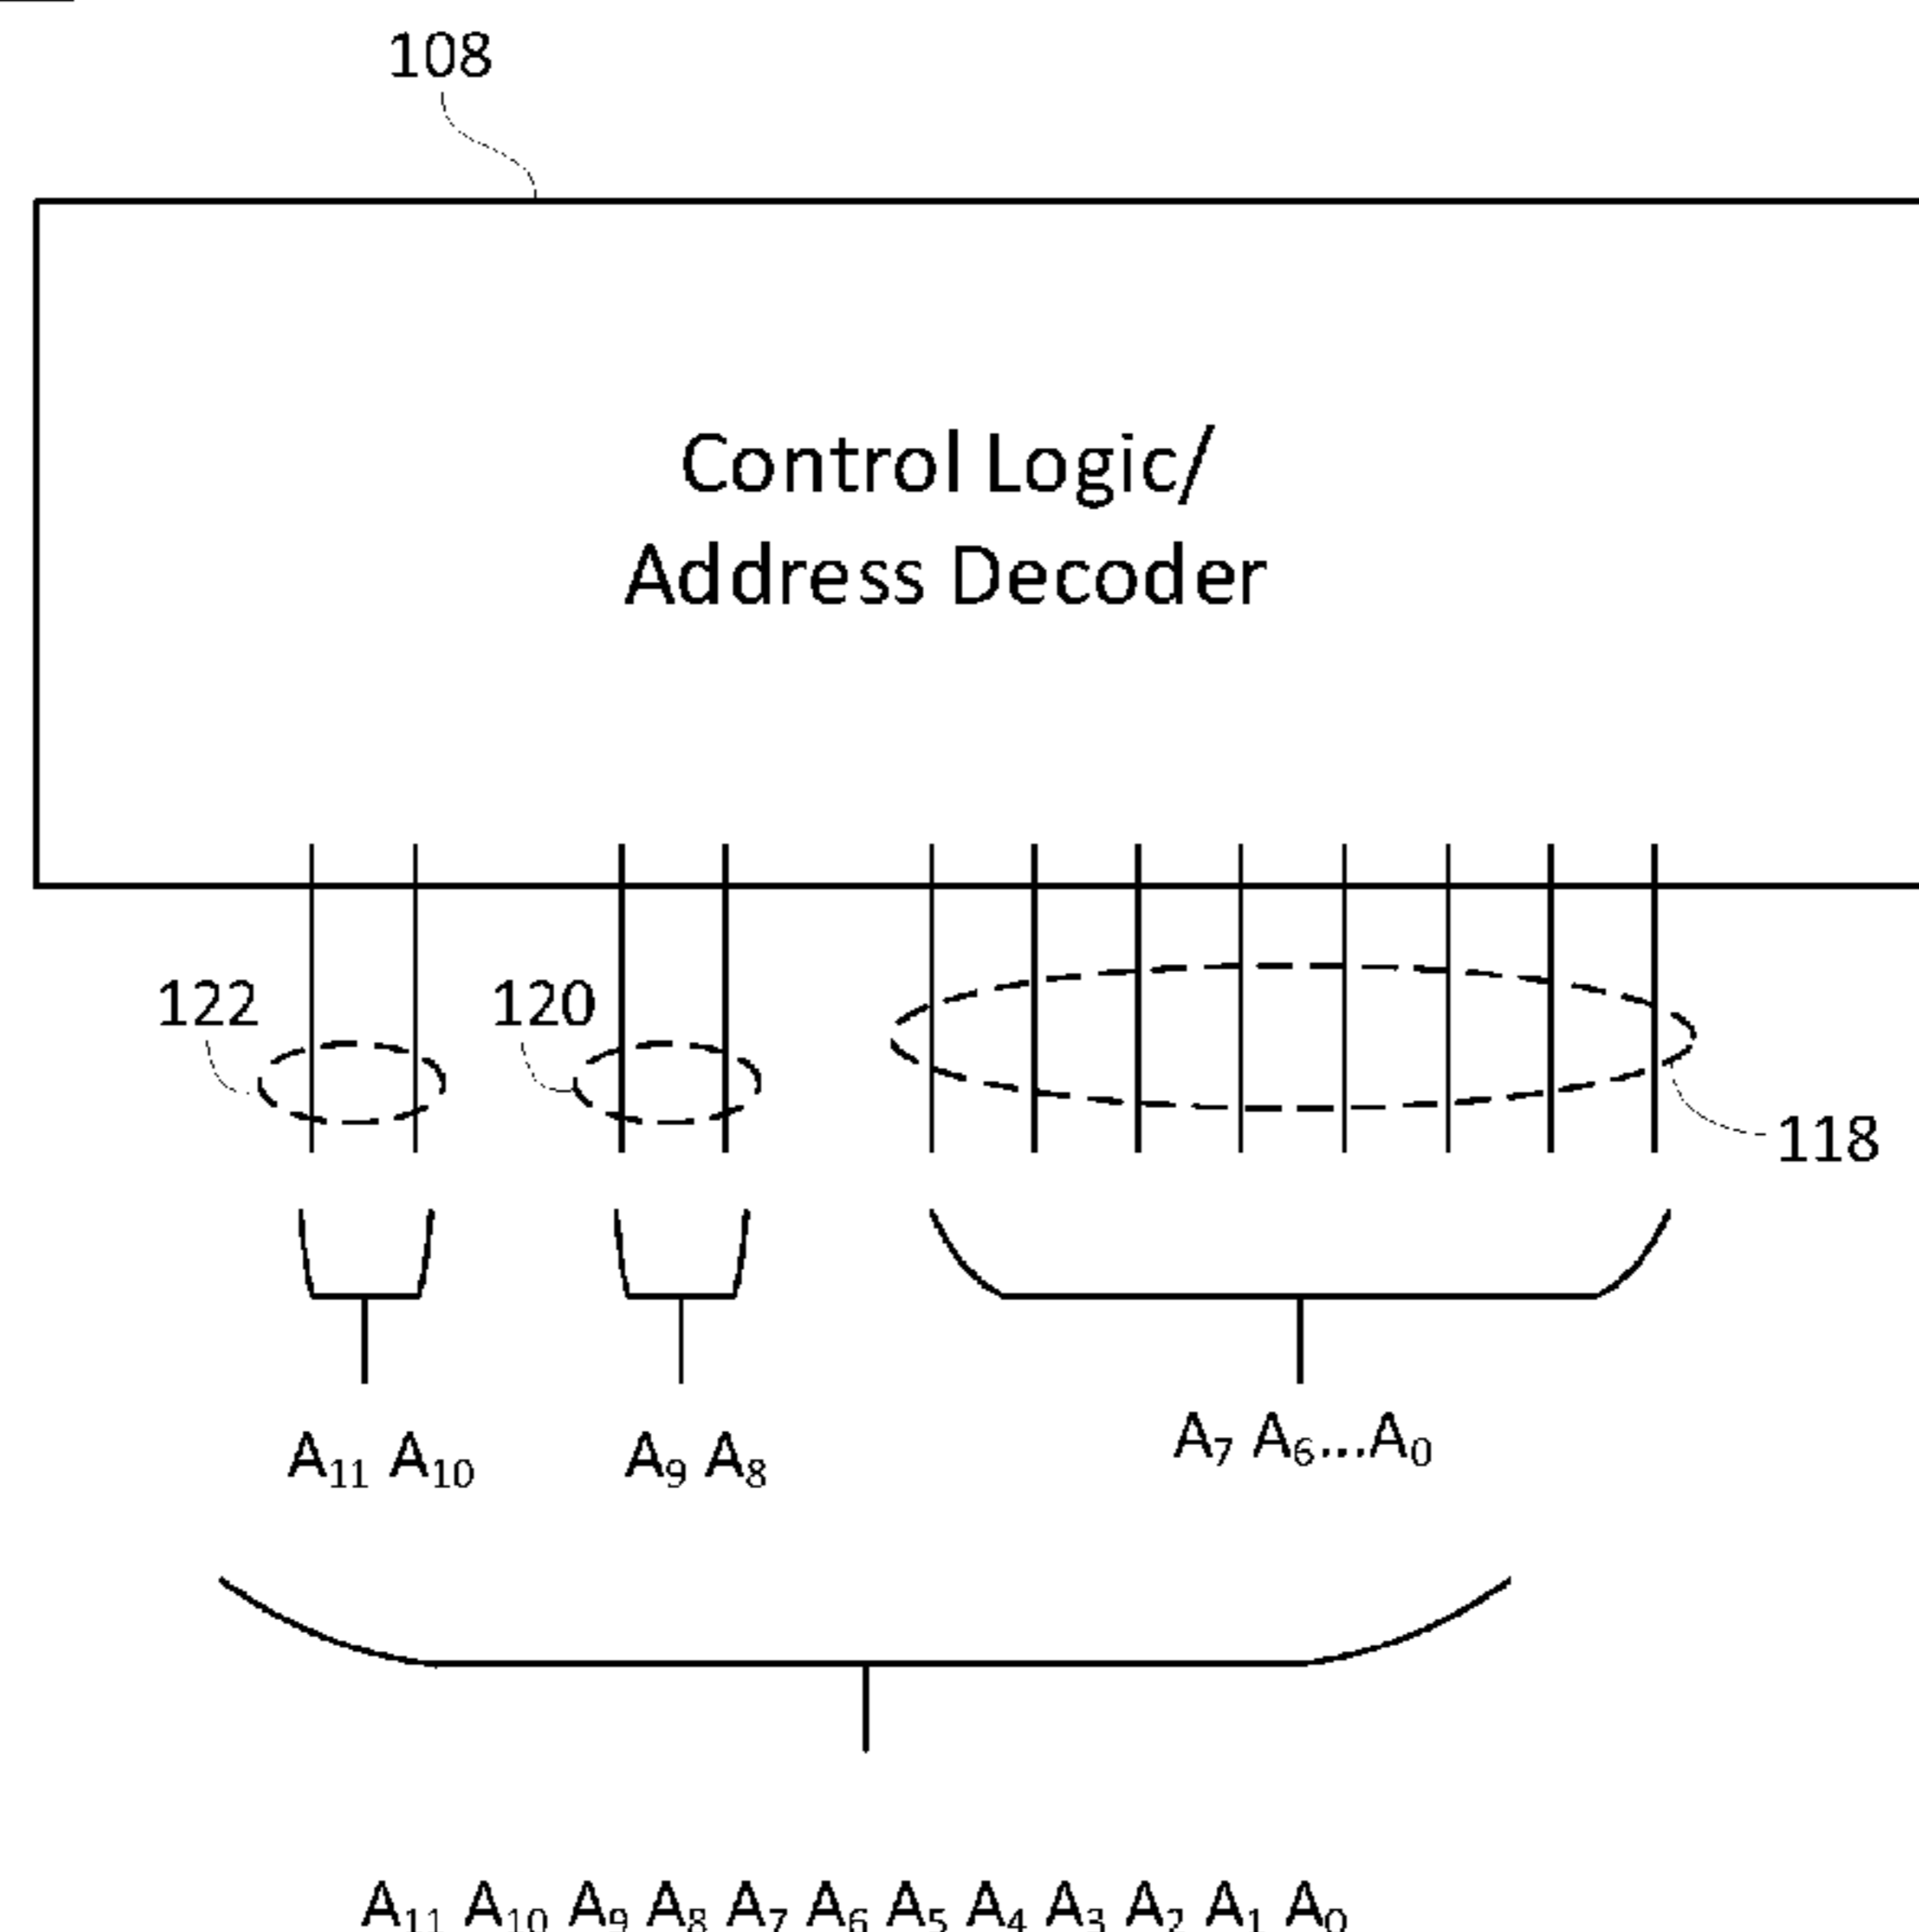 108
Control Logic/
Address Decoder
122
120
118
A₁₁ A₁₀
A₉ A₈
A₇ A₆...A₀
A₁₁ A₁₀ A₉ A₈ A₇ A₆ A₅ A₄ A₃ A₂ A₁ A₀